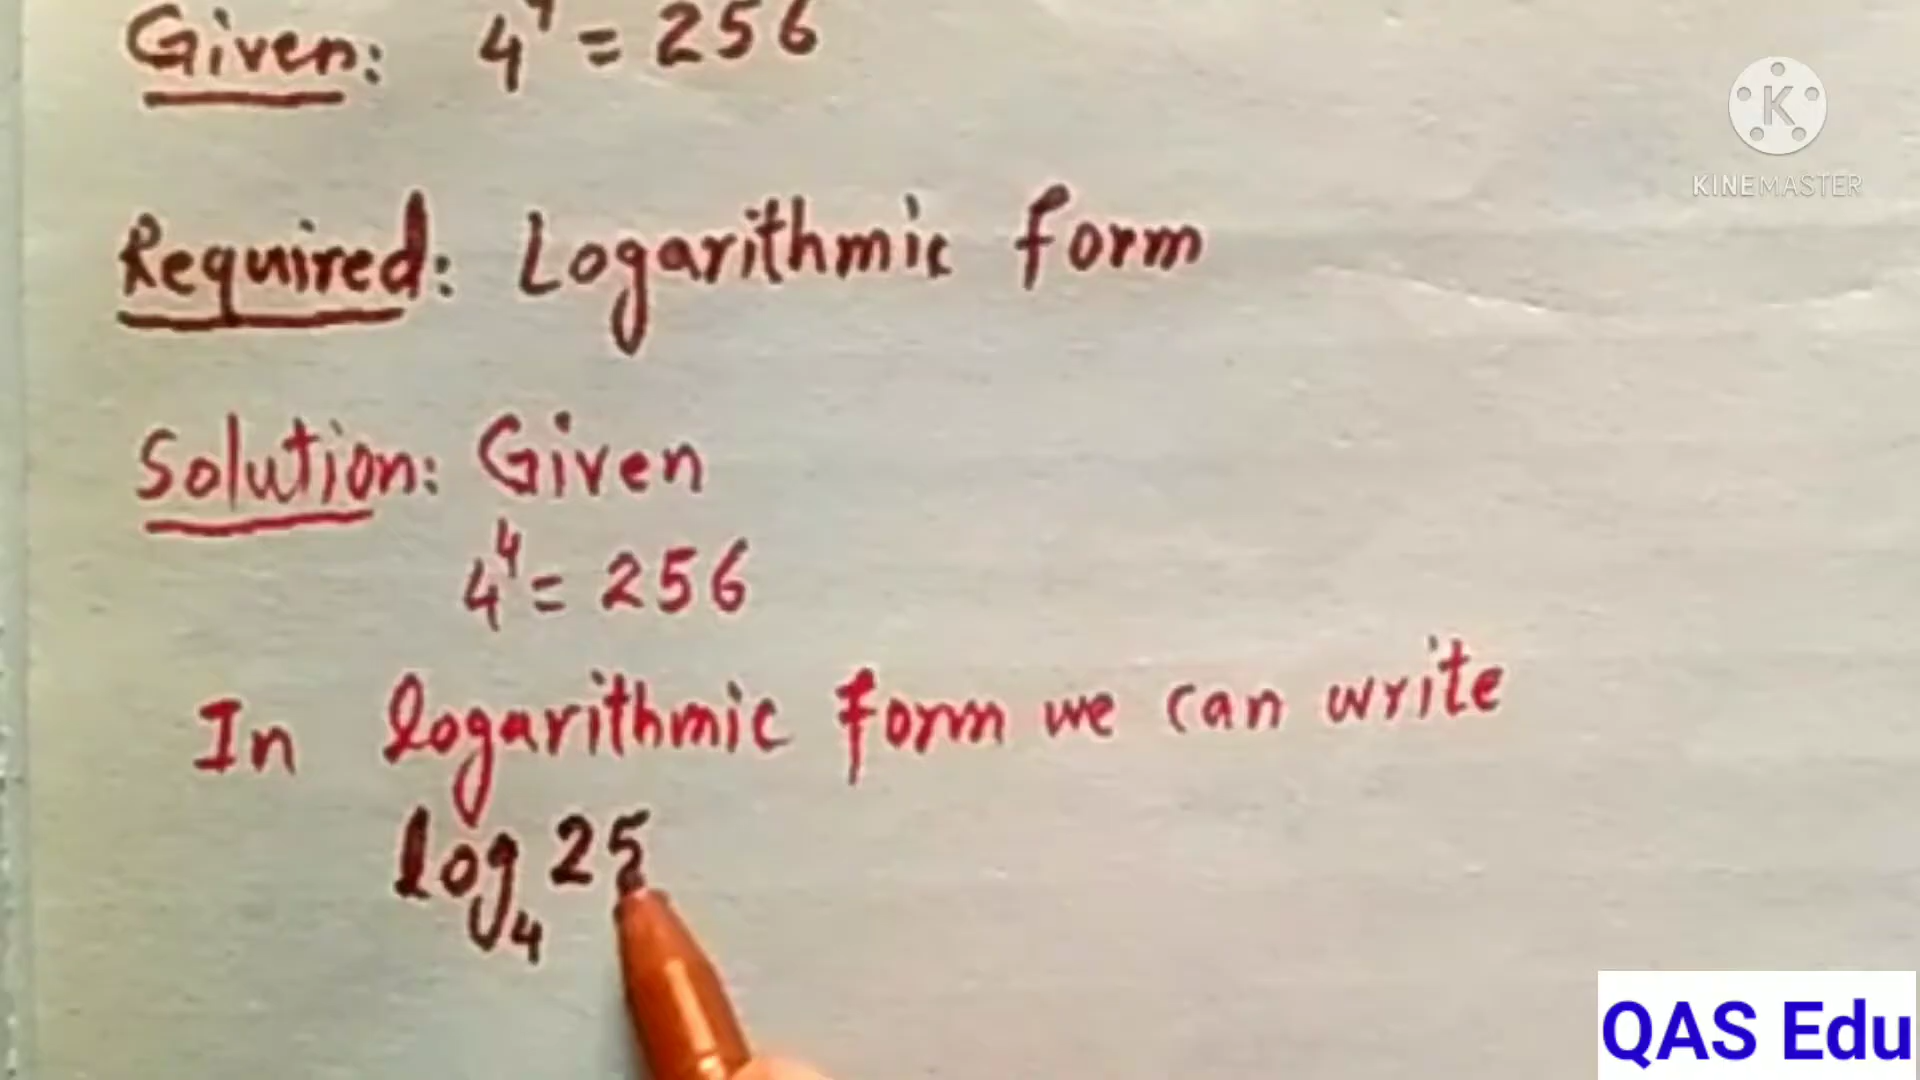 Given: 4⁴ = 256
K
KINEMASTER
Required: Logarithmic form
Solution: Given
4⁴ = 256
In logarithmic form we can write
log₄ 25
QAS Edu